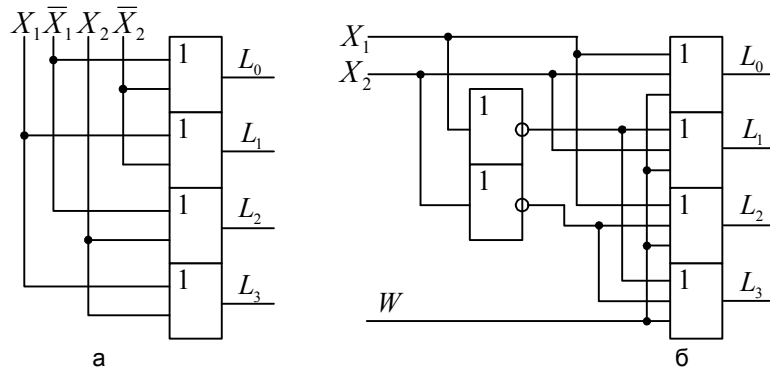 X₁ X̅₁ X₂ X̅₂
1 L₀
1 L₁
1 L₂
1 L₃
а
X₁
X₂
1
1
W
1 L₀
1 L₁
1 L₂
1 L₃
б